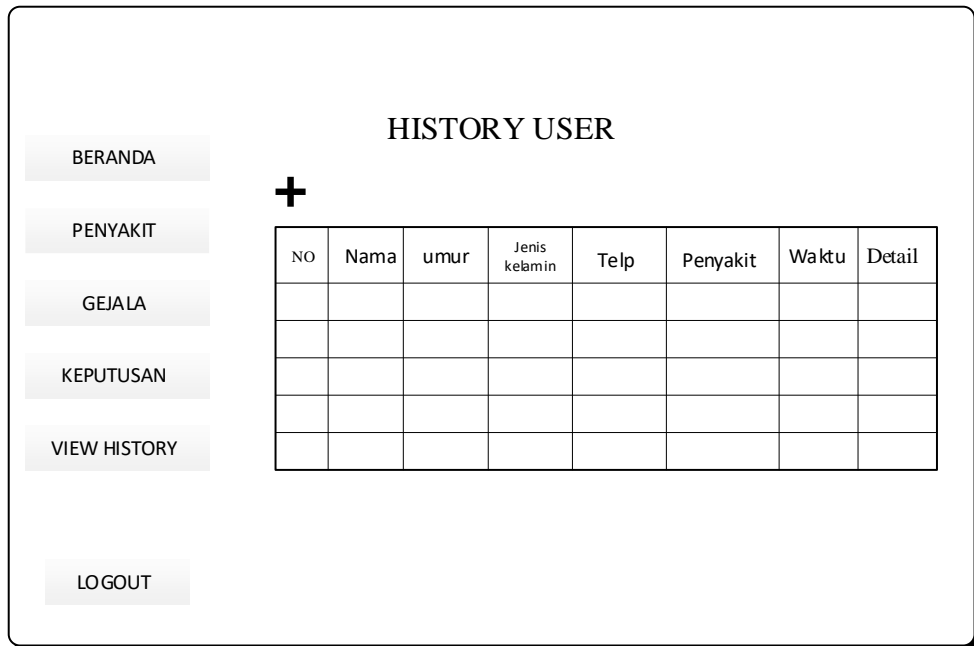 HISTORY USER
BERANDA
PENYAKIT
GEJALA
KEPUTUSAN
VIEW HISTORY
LOGOUT
+
NO Nama umur Jenis kelamin Telp Penyakit Waktu Detail